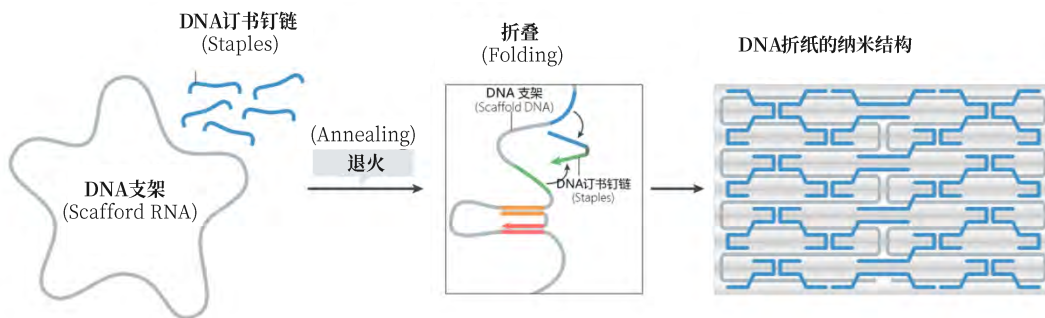 DNA订书钉链
(Staples)
DNA支架
(Scafford RNA)
(Annealing)
退火
折叠
(Folding)
DNA 支架
(Scaffold DNA)
DNA订书钉链
(Staples)
DNA折纸的纳米结构